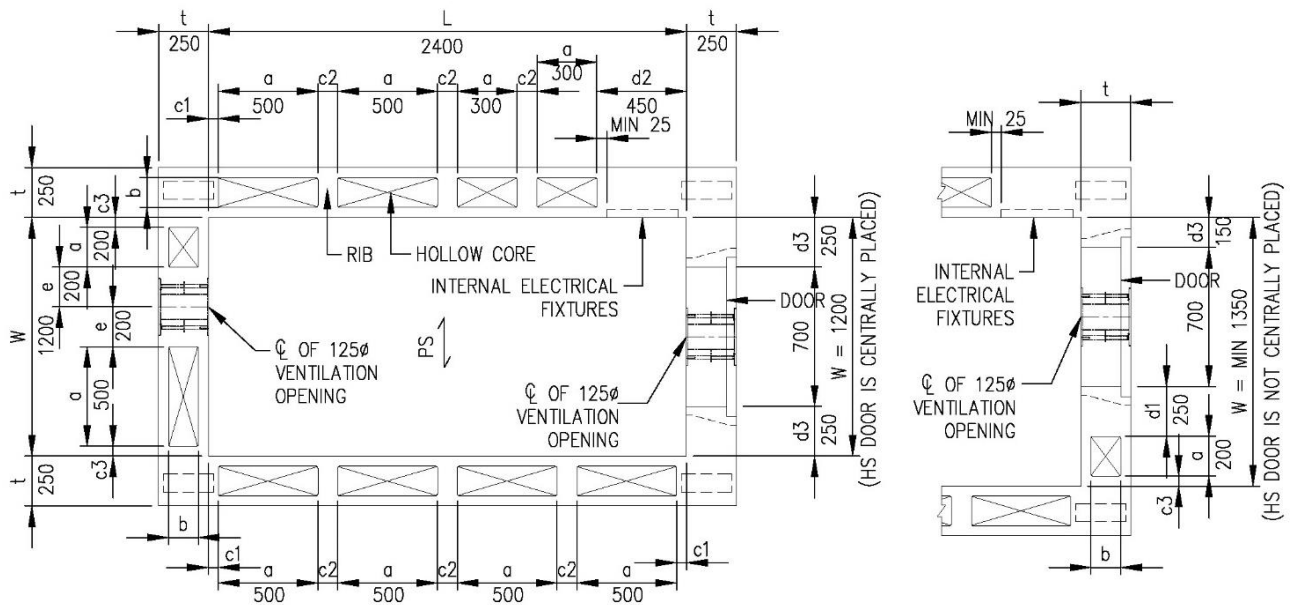 t
L
t
250
2400
250
a
300
a
c2
a
c2
a
c2
d2
500
500
300
450
c1
MIN 25
t
250
b
c3
a
200
e
200
W
1200
e
200
a
500
c3
t
250
b
RIB
HOLLOW CORE
INTERNAL ELECTRICAL
FIXTURES
DOOR
℄ OF 125ø
VENTILATION
OPENING
PS
℄ OF 125ø
VENTILATION
OPENING
d3
250
700
d3
250
W = 1200
(HS DOOR IS CENTRALLY PLACED)
c1
a
c2
a
c2
a
c2
a
c1
500
500
500
500
t
MIN 25
INTERNAL
ELECTRICAL
FIXTURES
DOOR
℄ OF 125ø
VENTILATION
OPENING
d3
150
700
d1
250
a
200
c3
b
W = MIN 1350
(HS DOOR IS NOT CENTRALLY PLACED)